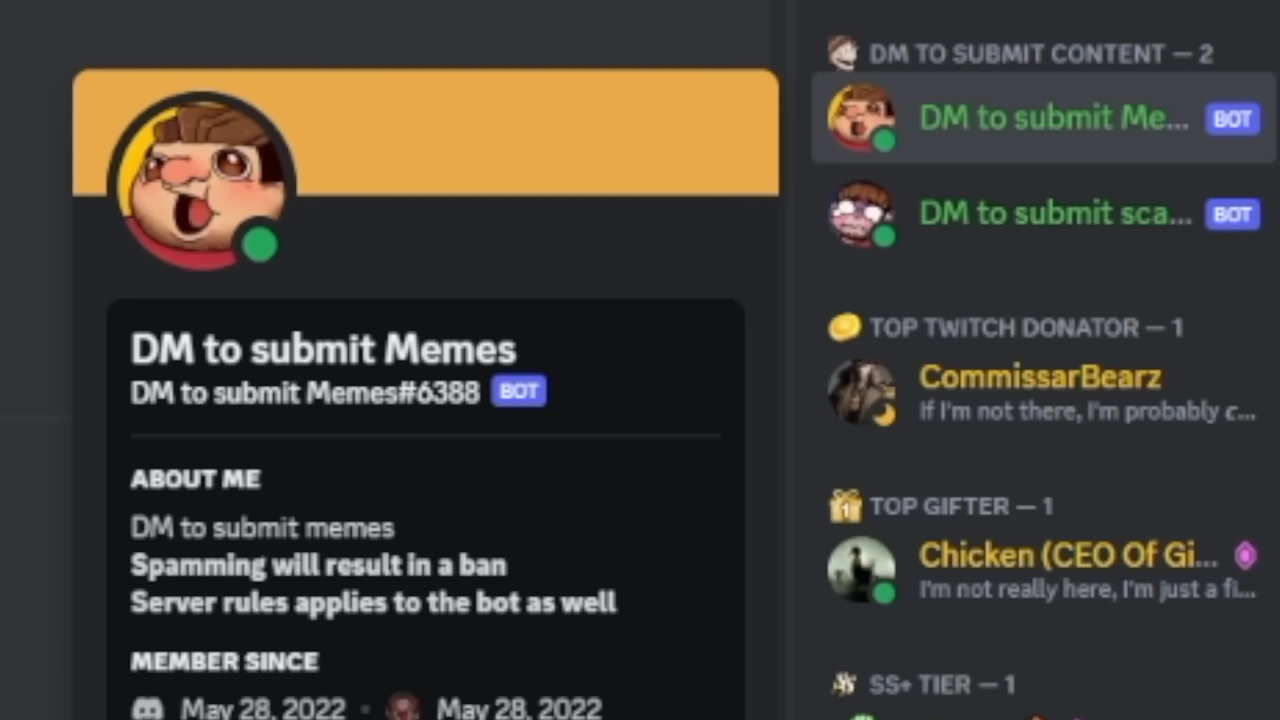 DM to submit Memes
DM to submit Memes#6388 BOT
ABOUT ME
DM to submit memes
Spamming will result in a ban
Server rules applies to the bot as well
MEMBER SINCE
May 28, 2022 • May 28, 2022
DM TO SUBMIT CONTENT — 2
DM to submit Me... BOT
DM to submit sca... BOT
TOP TWITCH DONATOR — 1
CommissarBearz
If I'm not there, I'm probably c...
TOP GIFTER — 1
Chicken (CEO Of Gi...
I'm not really here, I'm just a fi...
SS+ TIER — 1